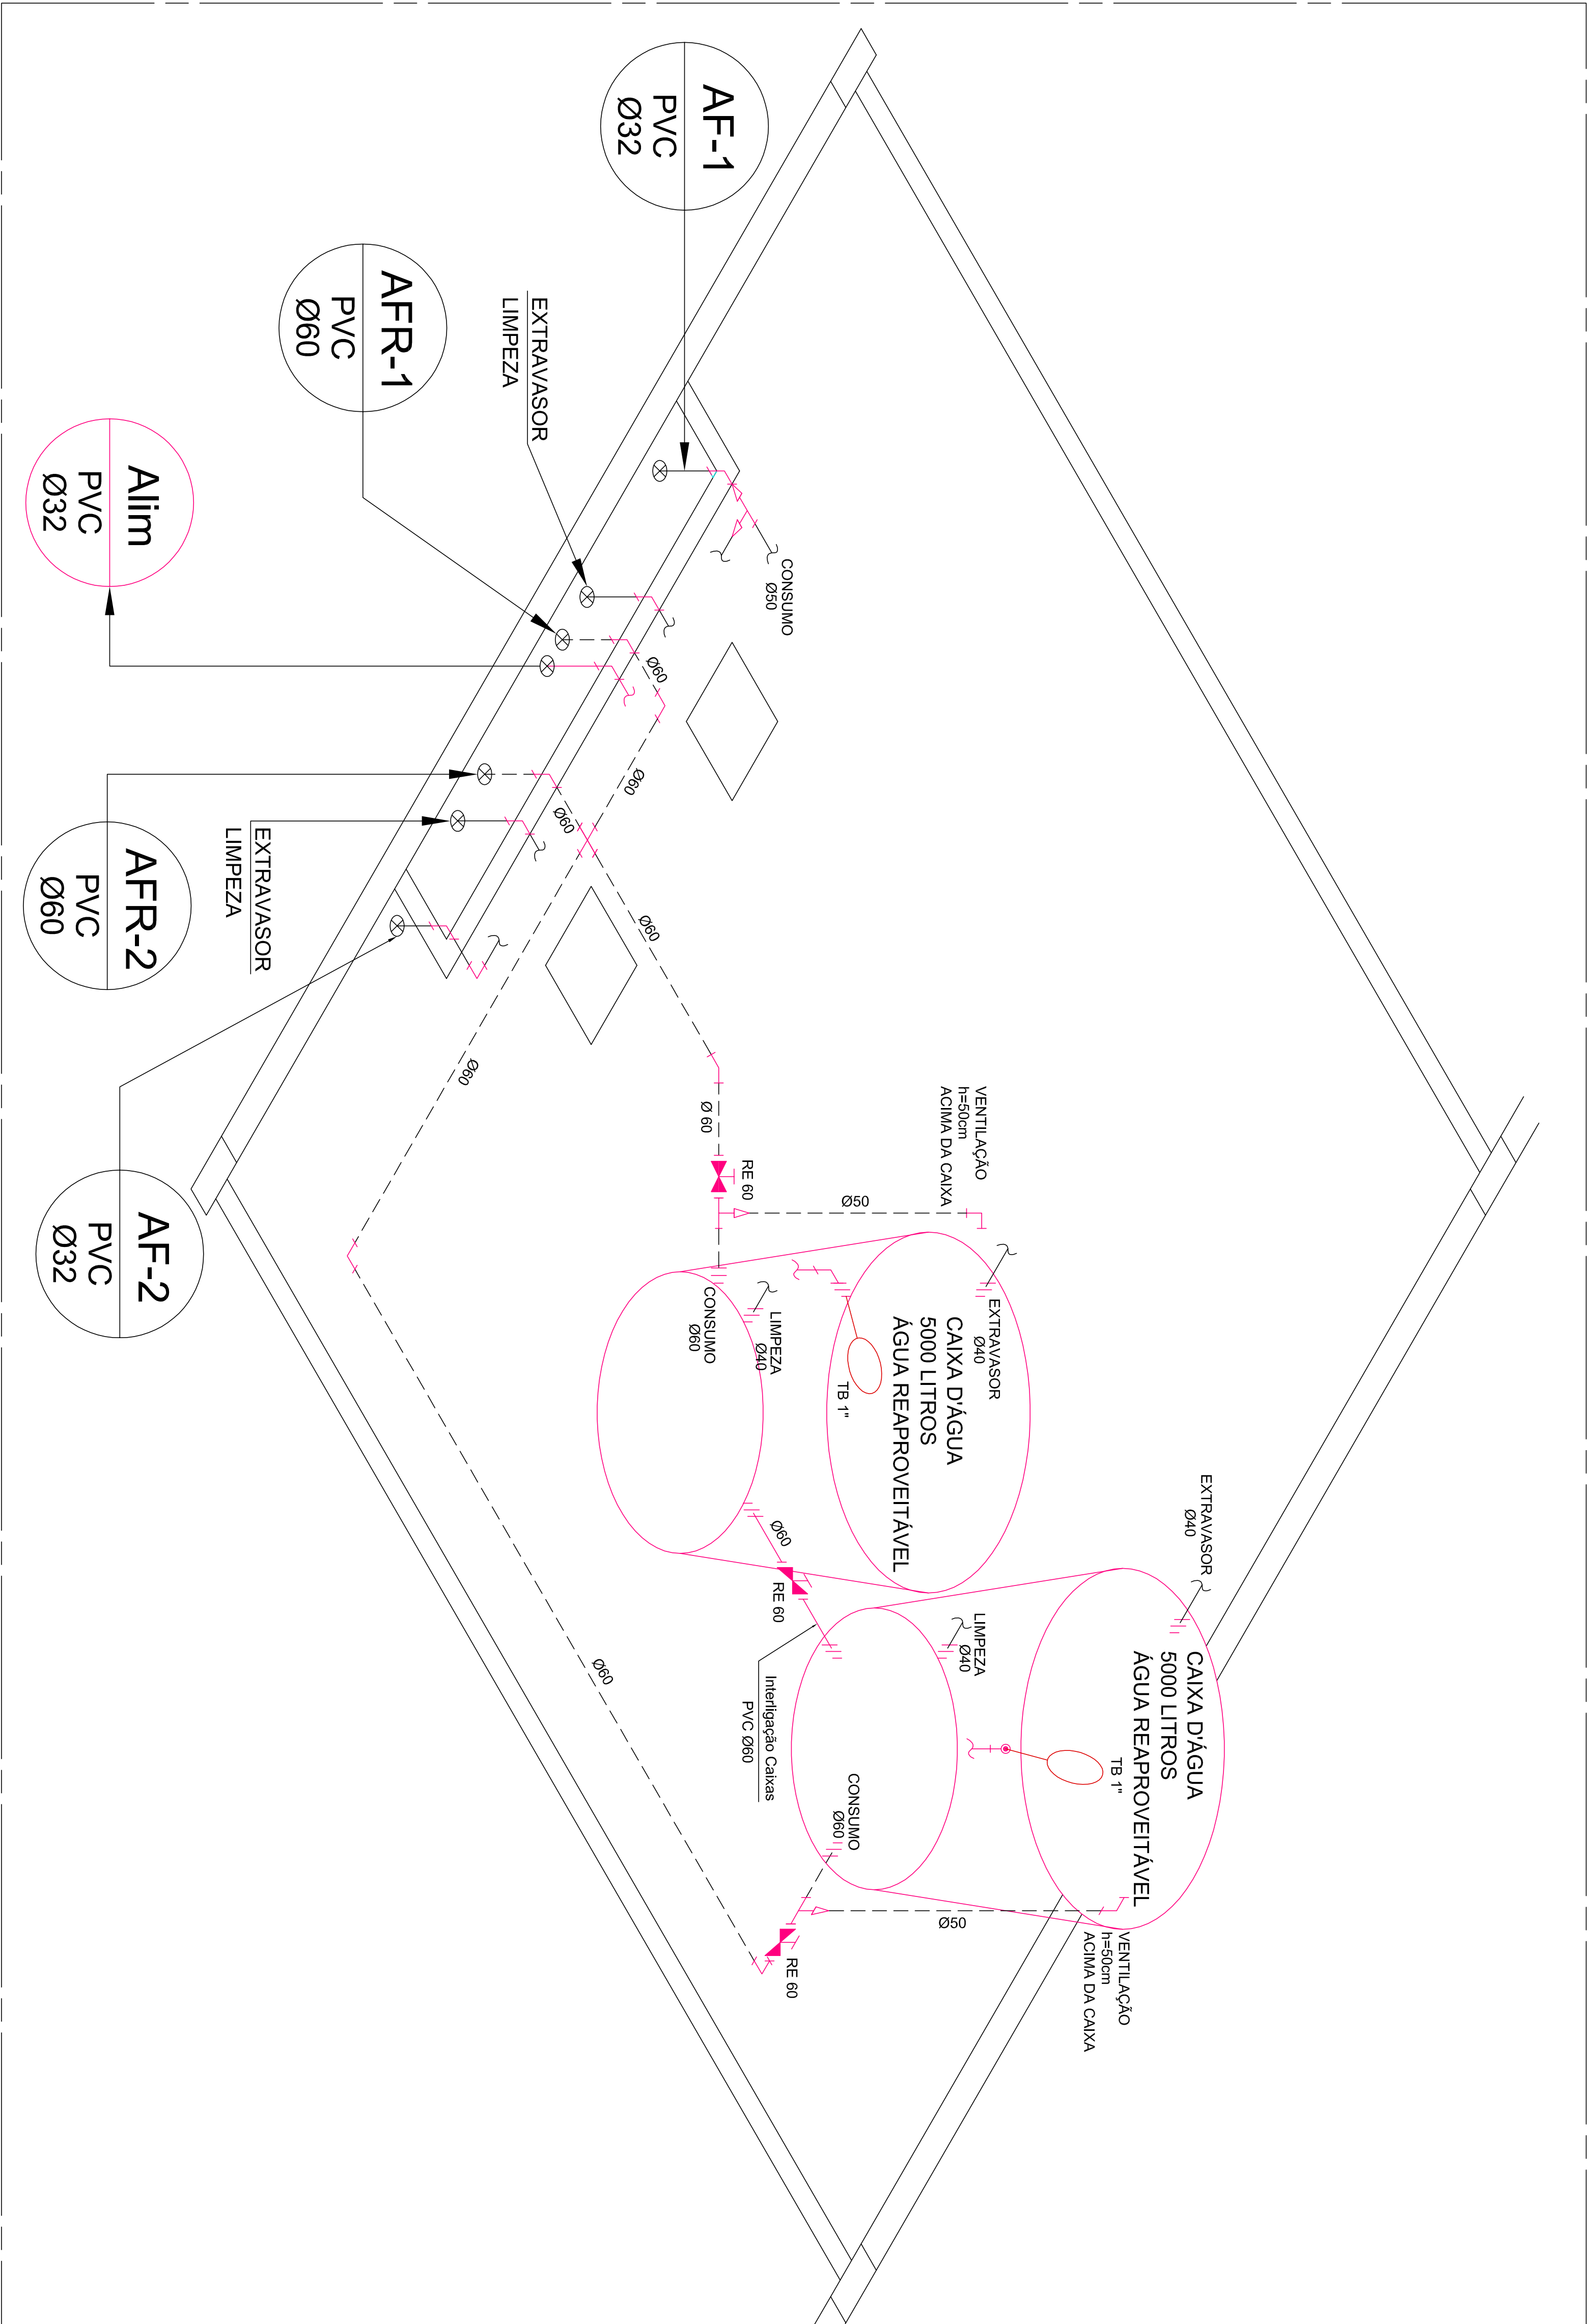 AF-1
PVC
Ø32
AFR-1
PVC
Ø60
EXTRAVASOR
LIMPEZA
Alim
PVC
Ø32
CONSUMO
Ø50
Ø60
Ø60
Ø60
Ø60
Ø60
AFR-2
PVC
Ø60
EXTRAVASOR
LIMPEZA
AF-2
PVC
Ø32
VENTILAÇÃO
h=50cm
ACIMA DA CAIXA
Ø 60
RE 60
Ø50
EXTRAVASOR
Ø40
CAIXA D'ÁGUA
5000 LITROS
ÁGUA REAPROVEITÁVEL
TB 1"
LIMPEZA
Ø40
CONSUMO
Ø60
Ø60
RE 60
Interligação Caixas
PVC Ø60
EXTRAVASOR
Ø40
CAIXA D'ÁGUA
5000 LITROS
ÁGUA REAPROVEITÁVEL
TB 1"
LIMPEZA
Ø40
CONSUMO
Ø60
Ø60
Ø50
VENTILAÇÃO
h=50cm
ACIMA DA CAIXA
RE 60